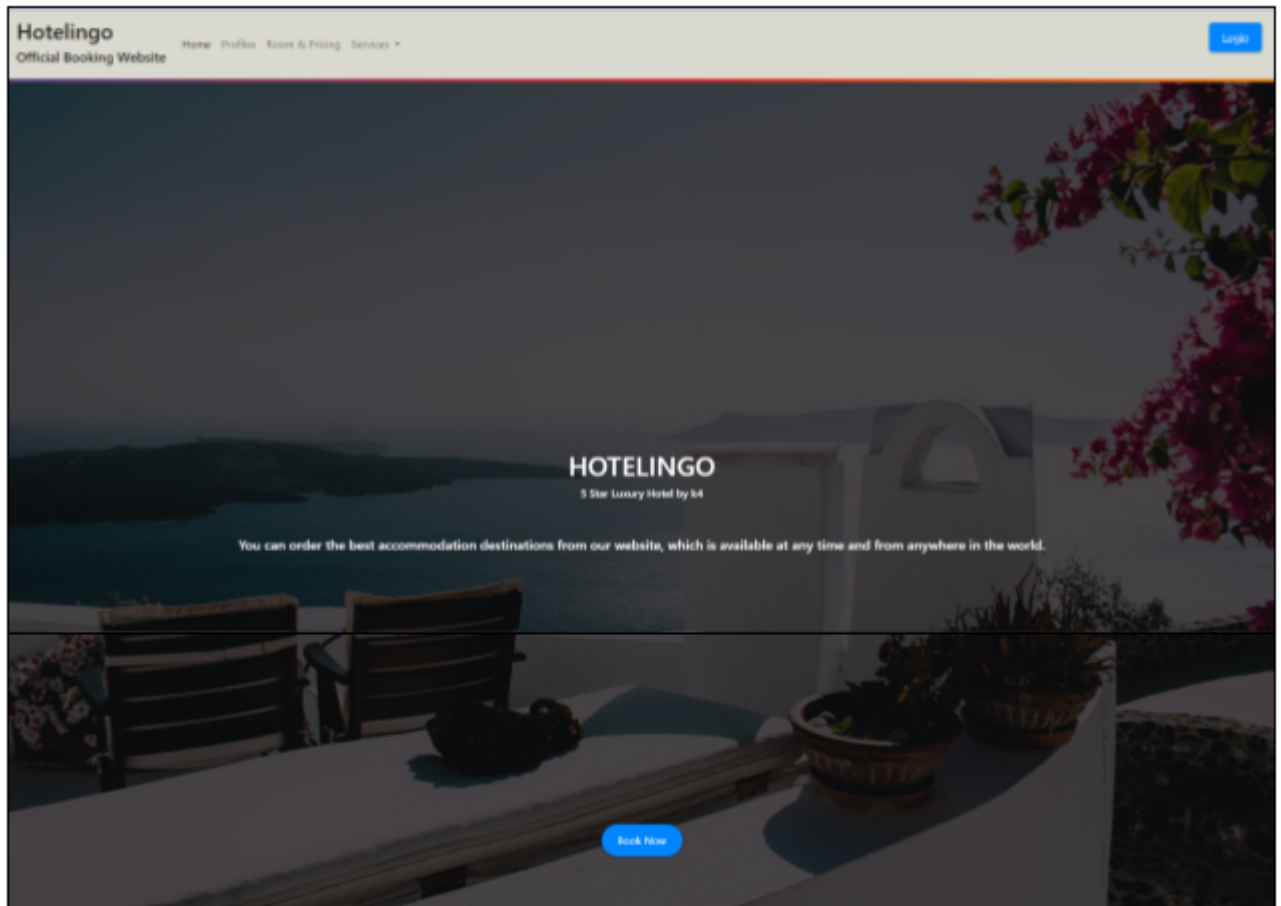 Hotelingo
Official Booking Website
Home Profiles Room & Pricing Services
Login
HOTELINGO
5 Star Luxury Hotel by k4
You can order the best accommodation destinations from our website, which is available at any time and from anywhere in the world.
Book Now